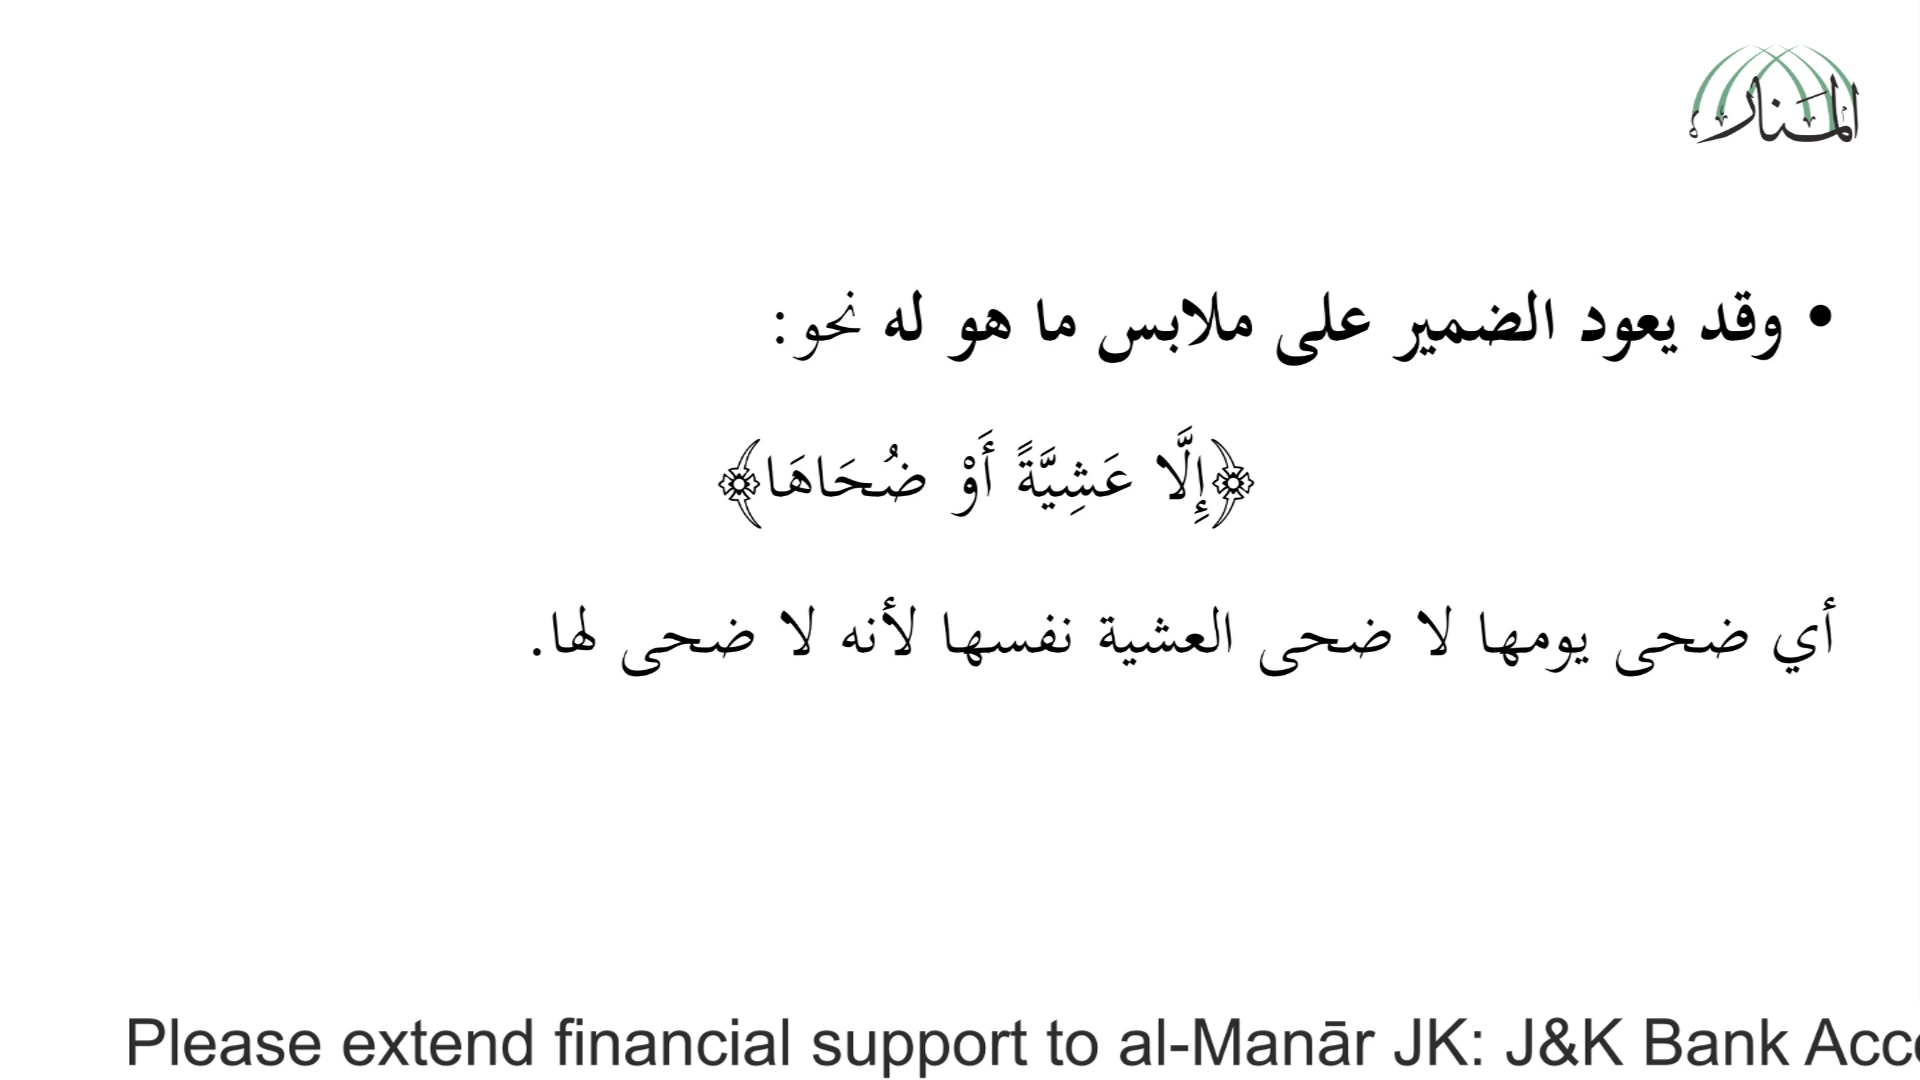 المنار
• وقد يعود الضمير على ملابس ما هو له نحو:
﴿إِلَّا عَشِيَّةً أَوْ ضُحَاهَا﴾
أي ضحى يومها لا ضحى العشية نفسها لأنه لا ضحى لها.
Please extend financial support to al-Manār JK: J&K Bank Acc